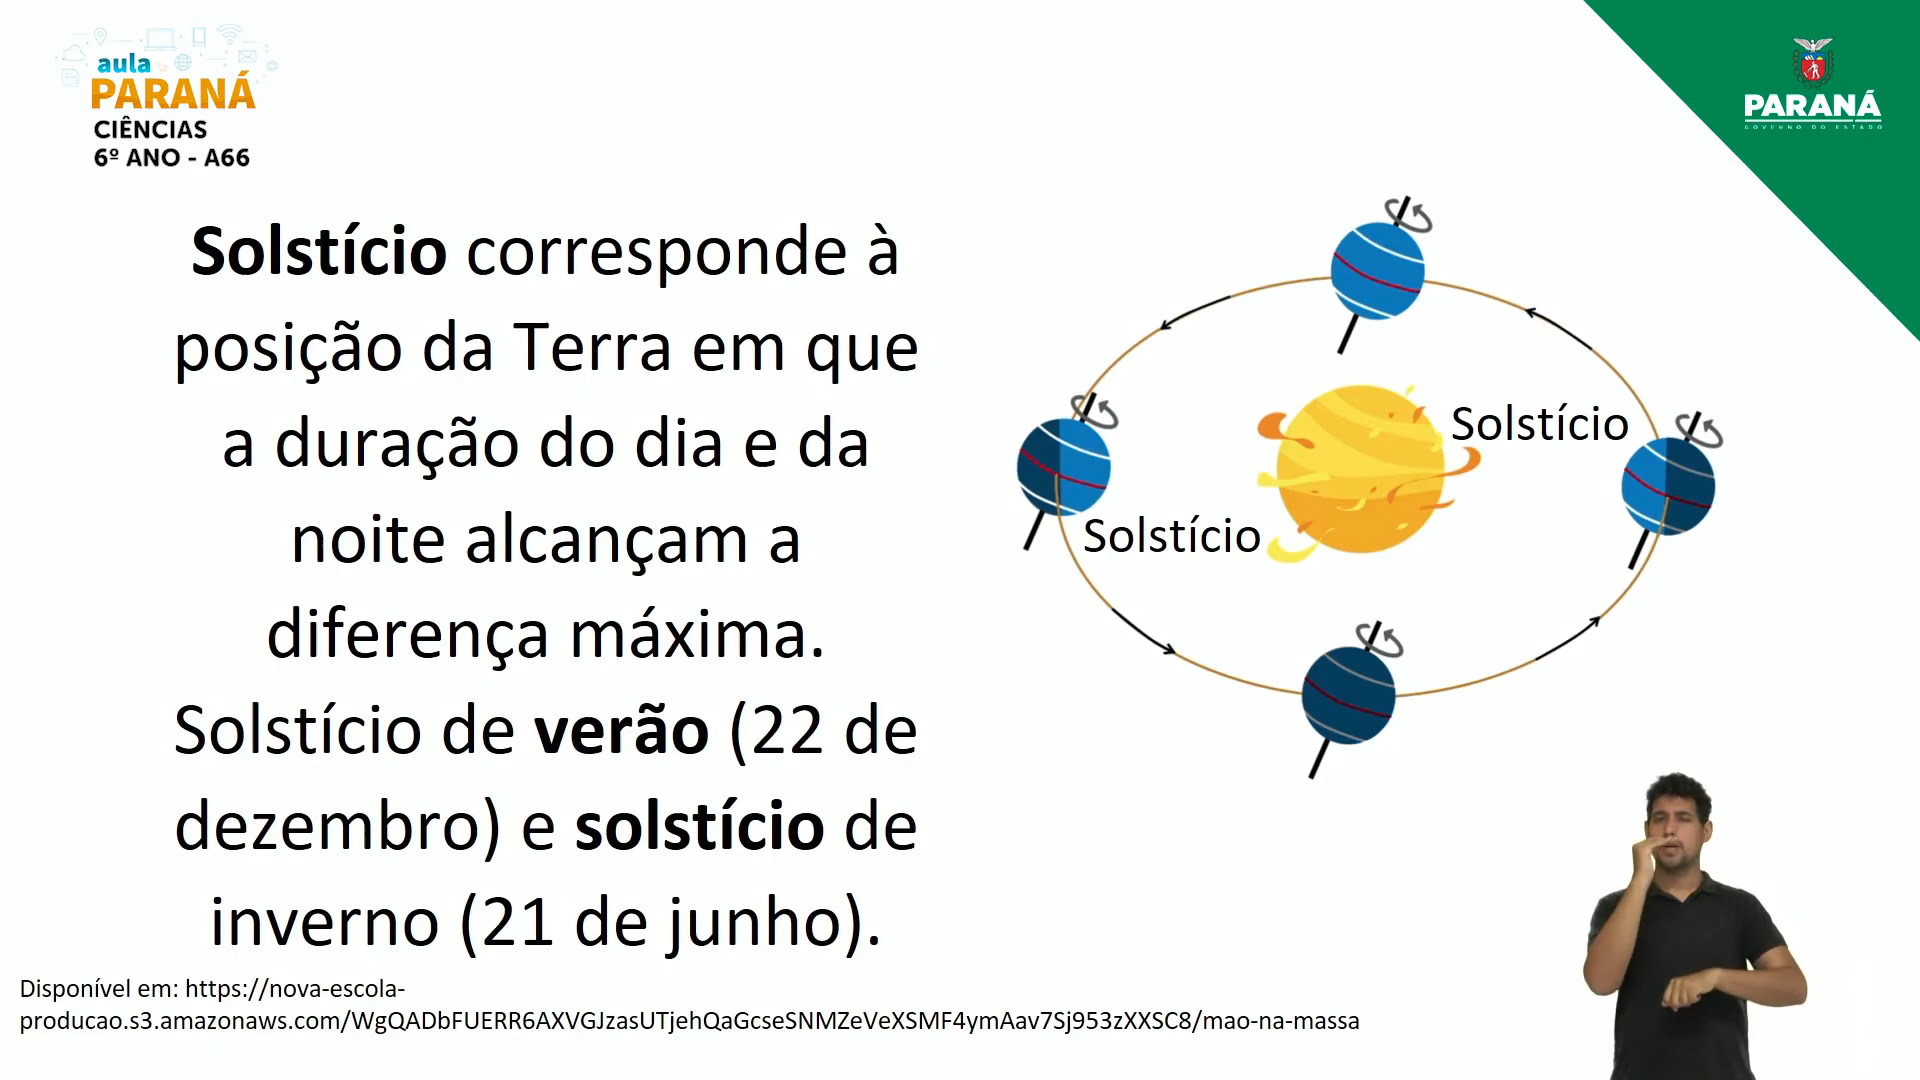 aula
PARANÁ
CIÊNCIAS
6º ANO - A66
PARANÁ
GOVERNO DO ESTADO
Solstício corresponde à
posição da Terra em que
a duração do dia e da
noite alcançam a
diferença máxima.
Solstício de verão (22 de
dezembro) e solstício de
inverno (21 de junho).
Solstício
Solstício
Disponível em: https://nova-escola-
producao.s3.amazonaws.com/WgQADbFUERR6AXVGJzasUTjehQaGcseSNMZeVeXSMF4ymAav7Sj953zXXSC8/mao-na-massa